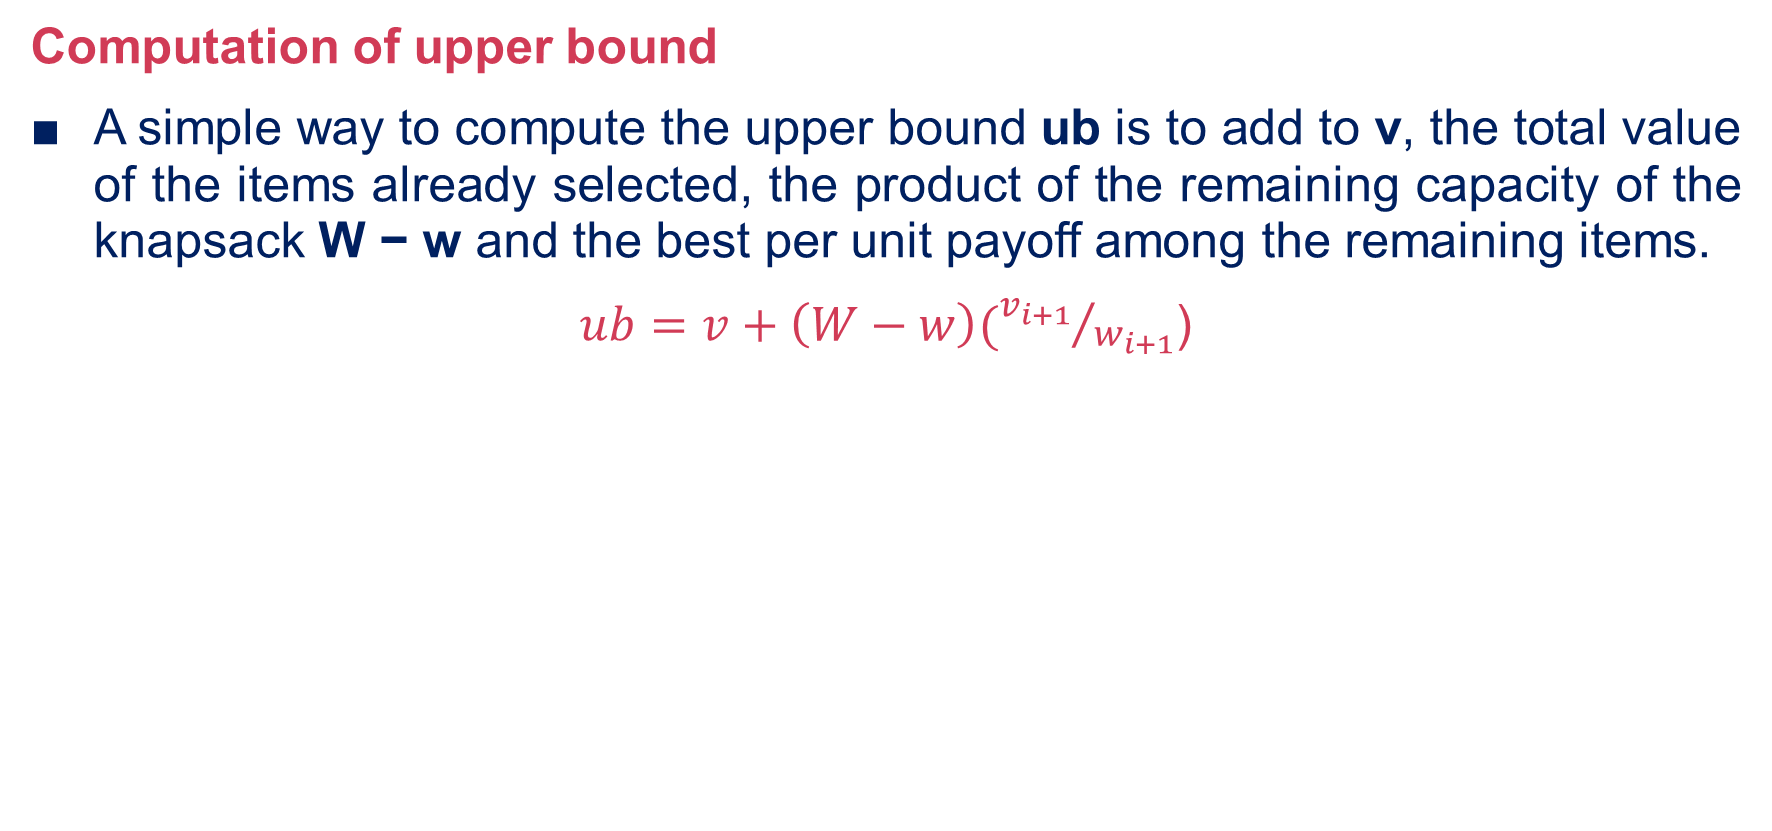 Computation of upper bound
■ A simple way to compute the upper bound ub is to add to v, the total value
of the items already selected, the product of the remaining capacity of the
knapsack W − w and the best per unit payoff among the remaining items.
𝑢𝑏 = 𝑣 + (𝑊 − 𝑤)(𝑣ᵢ₊₁/𝑤ᵢ₊₁)